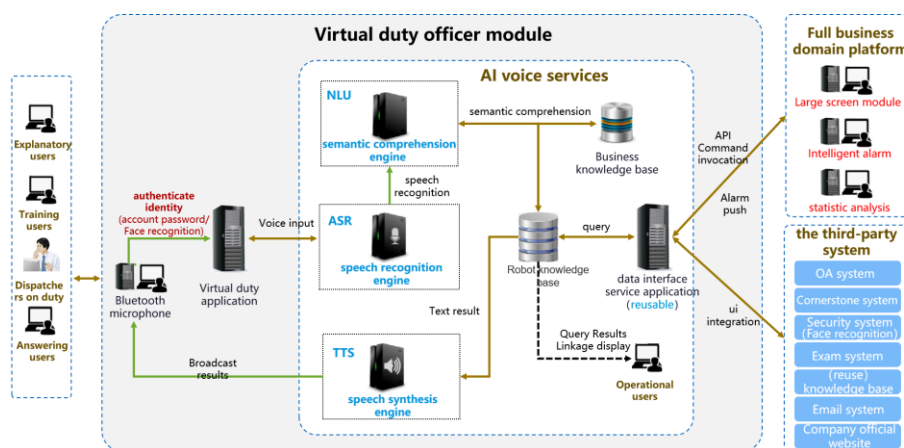 Virtual duty officer module
Full business
domain platform
AI voice services
NLU
semantic comprehension
engine
semantic comprehension
Business
knowledge base
Large screen module
Intelligent alarm
statistic analysis
API
Command
invocation
Alarm
push
Explanatory
users
Training
users
Dispatche
rs on duty
Answering
users
authenticate
identity
(account password/
Face recognition)
Bluetooth
microphone
Virtual duty
application
Voice input
speech
recognition
ASR
speech recognition
engine
Robot knowledge
base
query
data interface
service application
(reusable)
ui
integration
Text result
Query Results
Linkage display
Operational
users
Broadcast
results
TTS
speech synthesis
engine
the third-party
system
OA system
Cornerstone system
Security system
(Face recognition)
Exam system
(reuse)
knowledge base
Email system
Company official
website